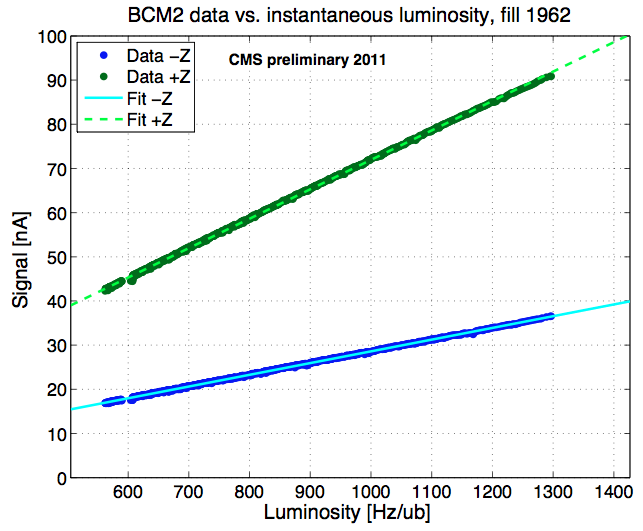 BCM2 data vs. instantaneous luminosity, fill 1962
CMS preliminary 2011
Data −Z
Data +Z
Fit −Z
Fit +Z
Signal [nA]
100
90
80
70
60
50
40
30
20
10
0
600 700 800 900 1000 1100 1200 1300 1400
Luminosity [Hz/ub]